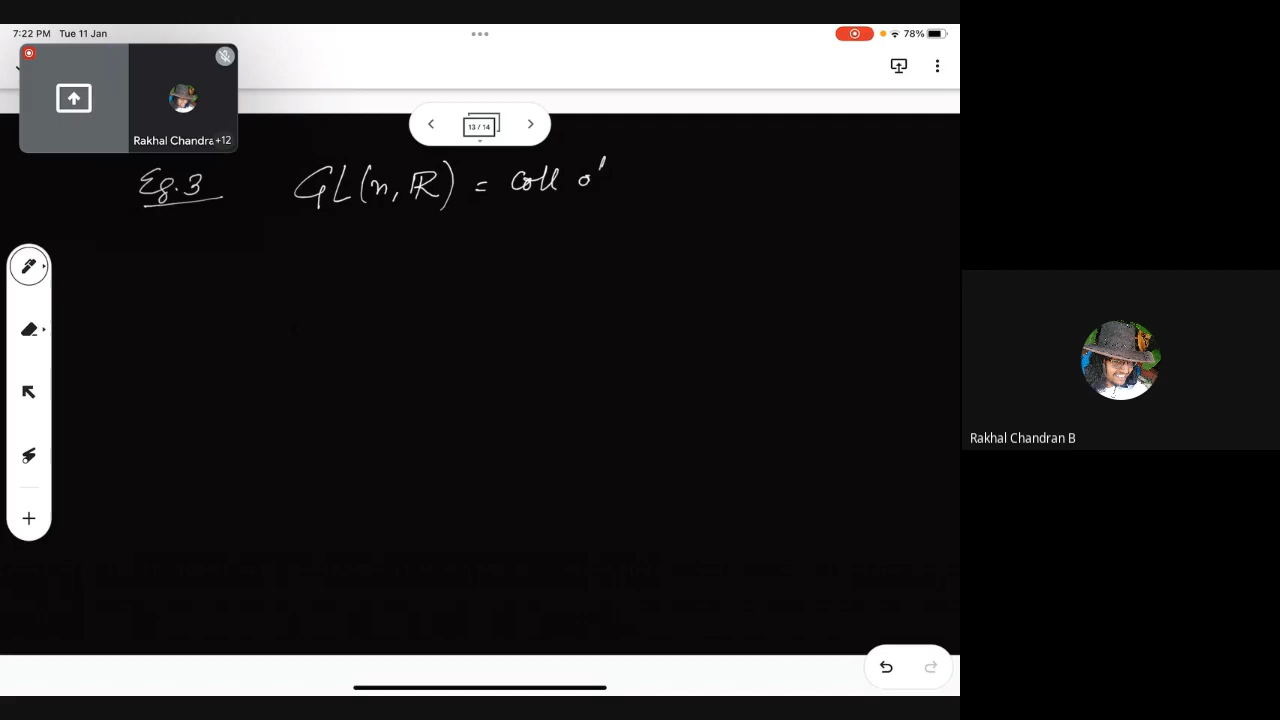 7:22 PM Tue 11 Jan
78%
Rakhal Chandra +12
13 / 14
Eg. 3 GL(n, ℝ) = coll o
Rakhal Chandran B